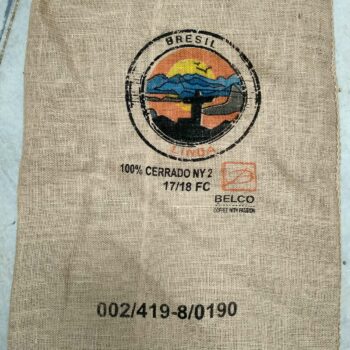 BRESIL
LINDA
100% CERRADO NY 2
17/18 FC
BELCO
COFFEE WITH PASSION
002/419-8/0190